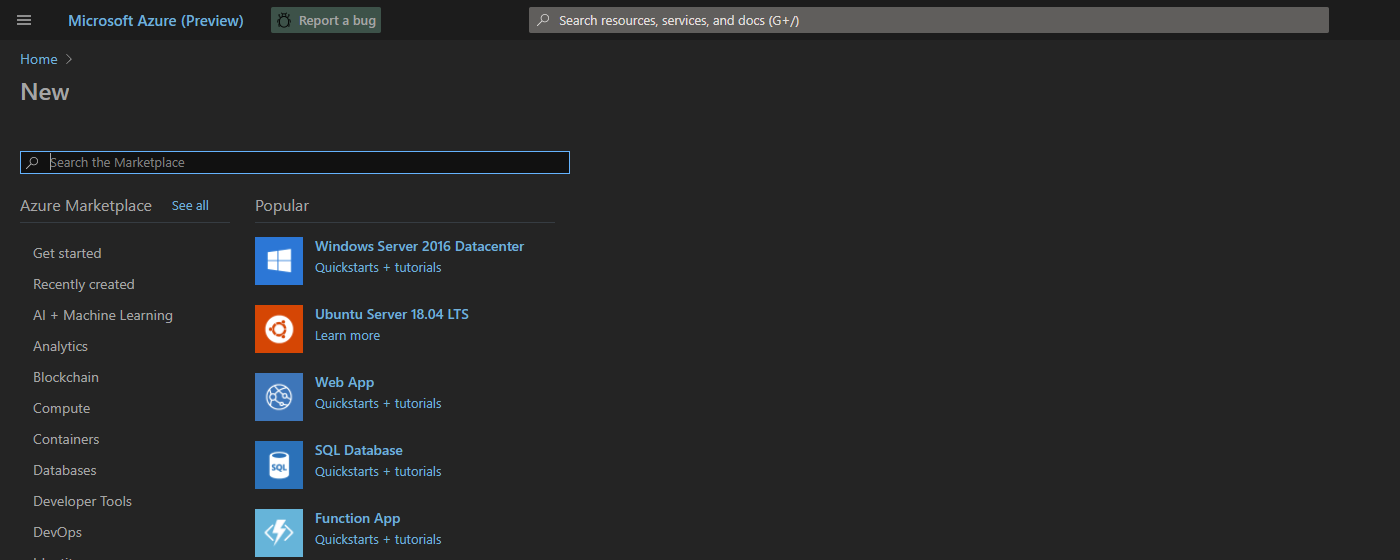 Microsoft Azure (Preview)
Report a bug
Search resources, services, and docs (G+/)
Home
New
Search the Marketplace
Azure Marketplace
See all
Get started
Recently created
AI + Machine Learning
Analytics
Blockchain
Compute
Containers
Databases
Developer Tools
DevOps
Popular
Windows Server 2016 Datacenter
Quickstarts + tutorials
Ubuntu Server 18.04 LTS
Learn more
Web App
Quickstarts + tutorials
SQL
SQL Database
Quickstarts + tutorials
Function App
Quickstarts + tutorials